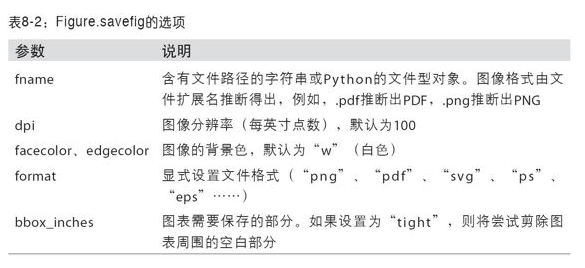 表8-2：Figure.savefig的选项
参数 说明
fname 含有文件路径的字符串或Python的文件型对象。图像格式由文
件扩展名推断得出，例如，.pdf推断出PDF，.png推断出PNG
dpi 图像分辨率（每英寸点数），默认为100
facecolor、edgecolor 图像的背景色，默认为“w”（白色）
format 显式设置文件格式（“png”、“pdf”、“svg”、“ps”、
“eps”……）
bbox_inches 图表需要保存的部分。如果设置为“tight”，则将尝试剪除图
表周围的空白部分